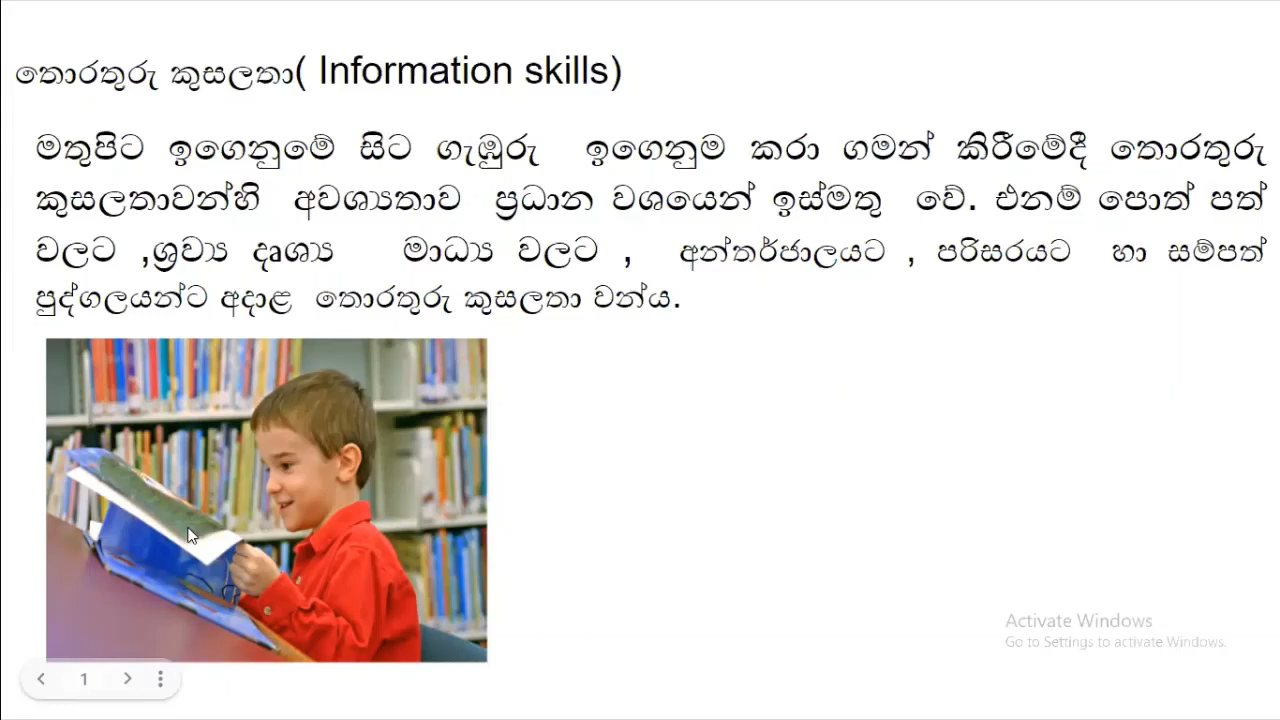 තොරතුරු කුසලතා( Information skills)
මතුපිට ඉගෙනුමේ සිට ගැඹුරු ඉගෙනුම කරා ගමන් කිරීමේදී තොරතුරු
කුසලතාවන්හි අවශ්‍යතාව ප්‍රධාන වශයෙන් ඉස්මතු වේ. එනම් පොත් පත්
වලට ,ශ්‍රව්‍ය දෘශ්‍ය මාධ්‍ය වලට , අන්තර්ජාලයට , පරිසරයට හා සම්පත්
පුද්ගලයන්ට අදාළ තොරතුරු කුසලතා වන්ය.
Activate Windows
Go to Settings to activate Windows.
1